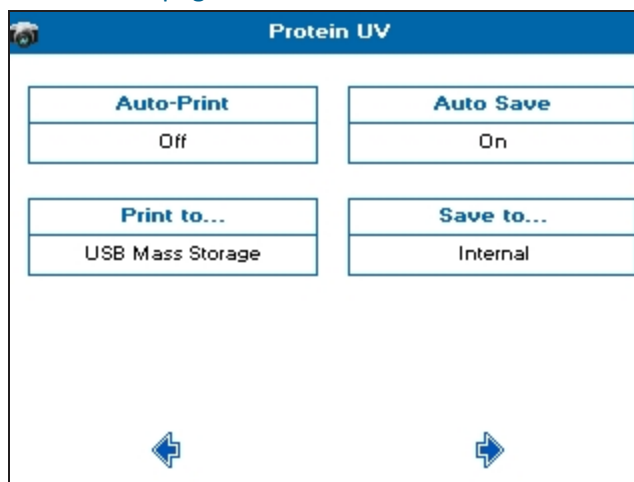 Protein UV
Auto-Print
Auto Save
Off
On
Print to...
Save to...
USB Mass Storage
Internal